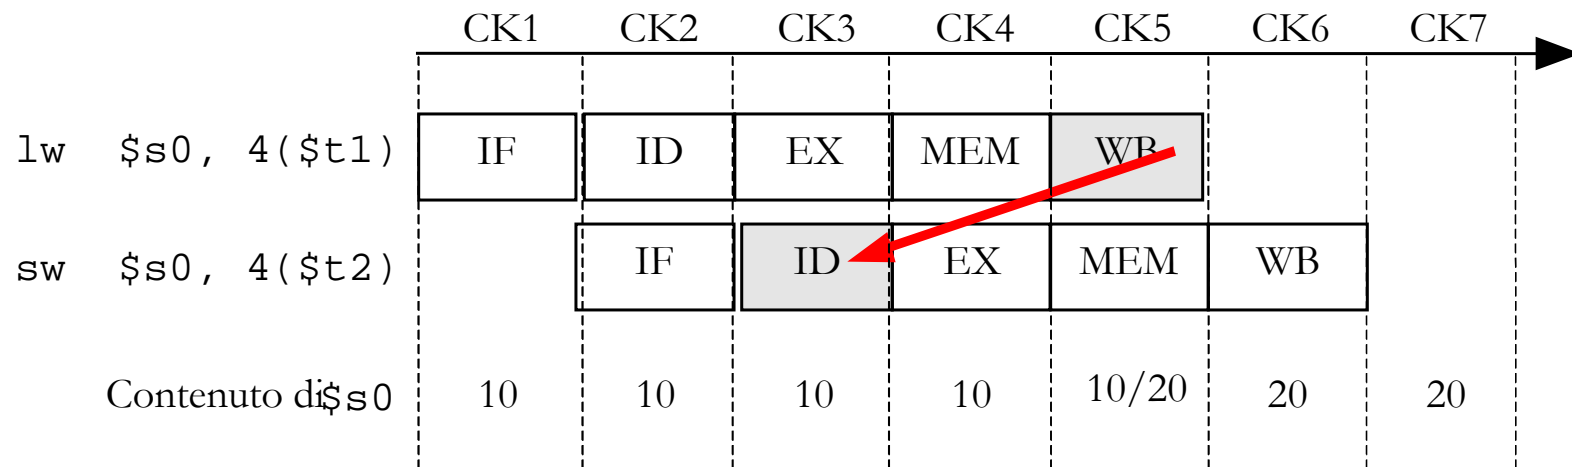 CK1 CK2 CK3 CK4 CK5 CK6 CK7
lw $s0, 4($t1) IF ID EX MEM WB
sw $s0, 4($t2) IF ID EX MEM WB
Contenuto di$s0 10 10 10 10 10/20 20 20